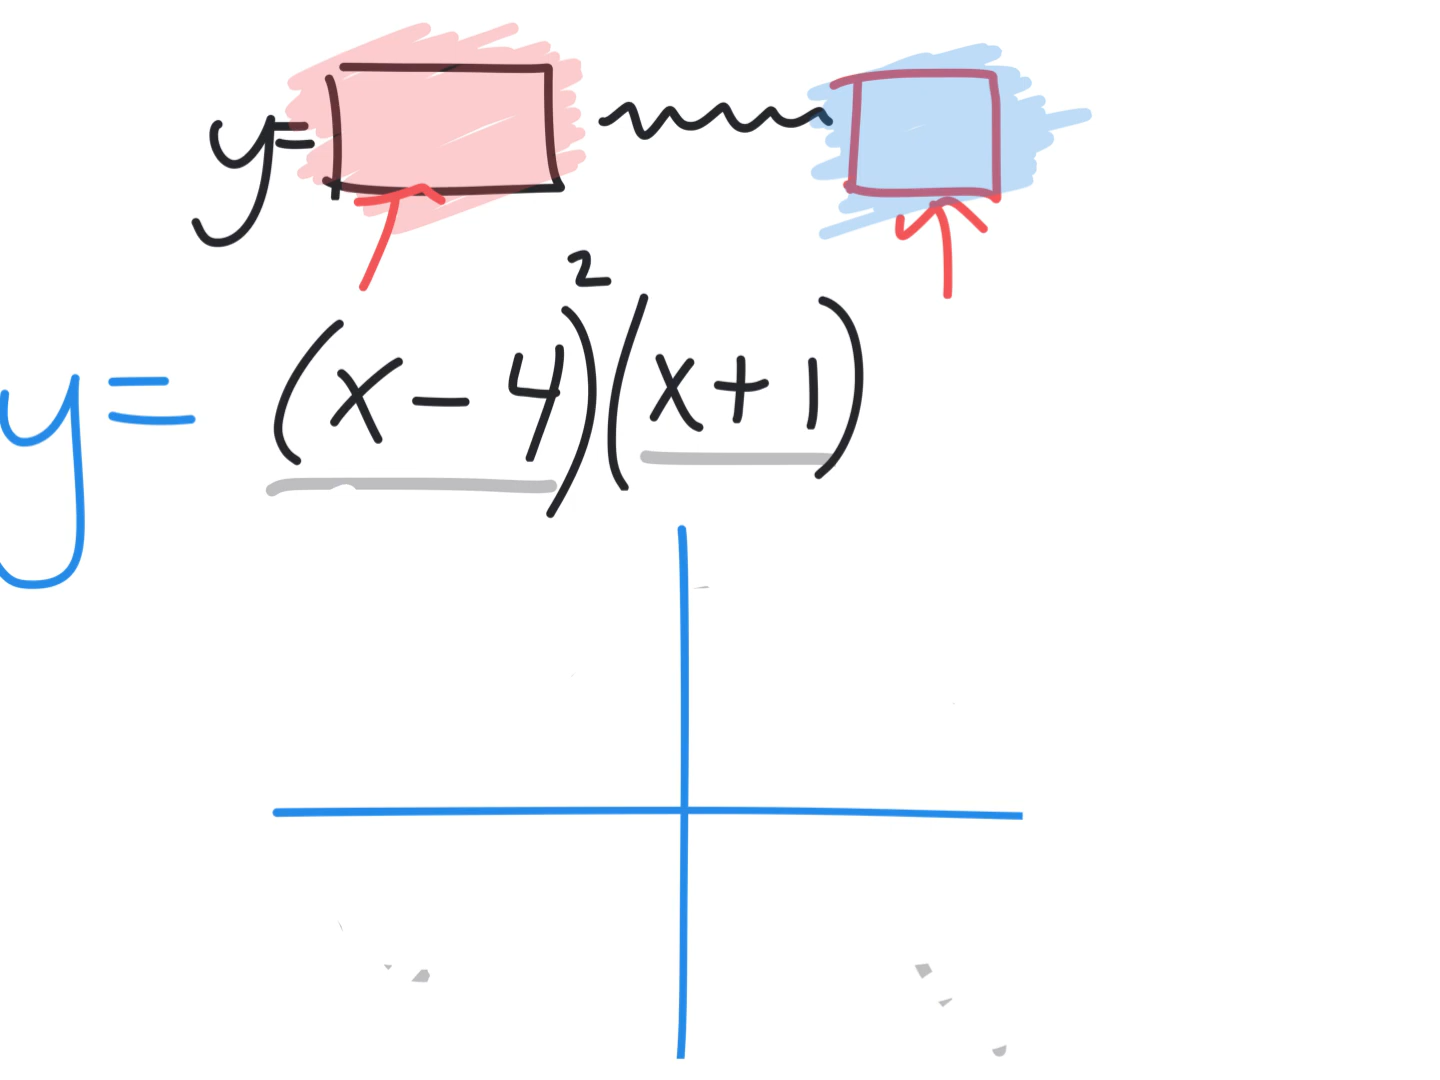 y=
y = (x - 4)² (x + 1)